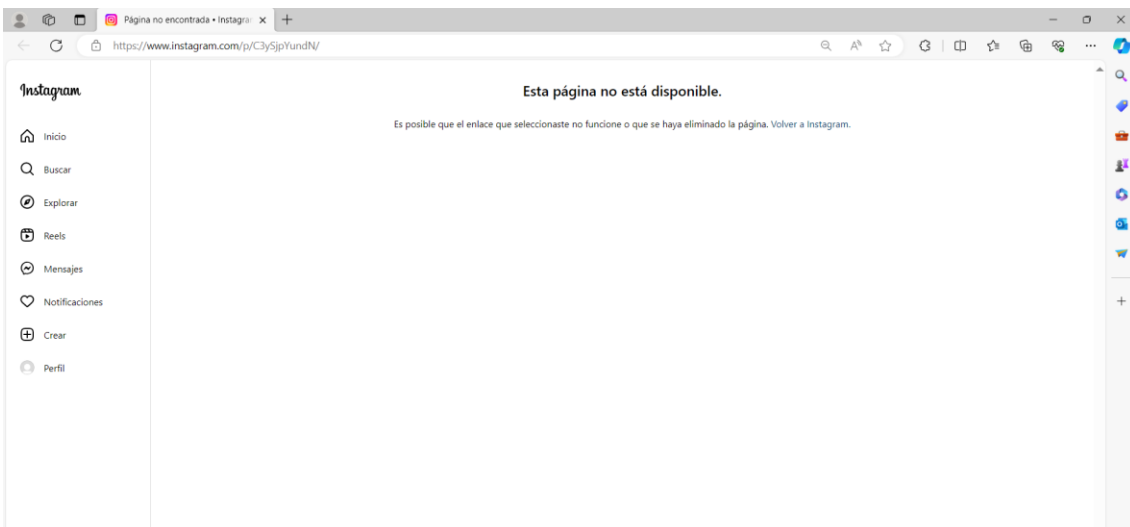 Página no encontrada • Instagra
https://www.instagram.com/p/C3ySjpYundN/
Instagram
Inicio
Buscar
Explorar
Reels
Mensajes
Notificaciones
Crear
Perfil
Esta página no está disponible.
Es posible que el enlace que seleccionaste no funcione o que se haya eliminado la página. Volver a Instagram.